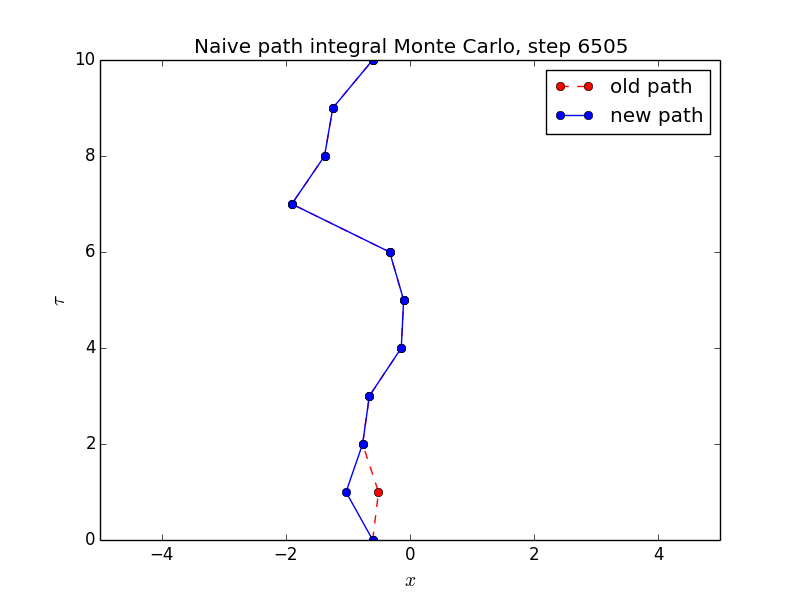 Naive path integral Monte Carlo, step 6505
old path
new path
10
8
6
4
2
0
τ
−4 −2 0 2 4
x